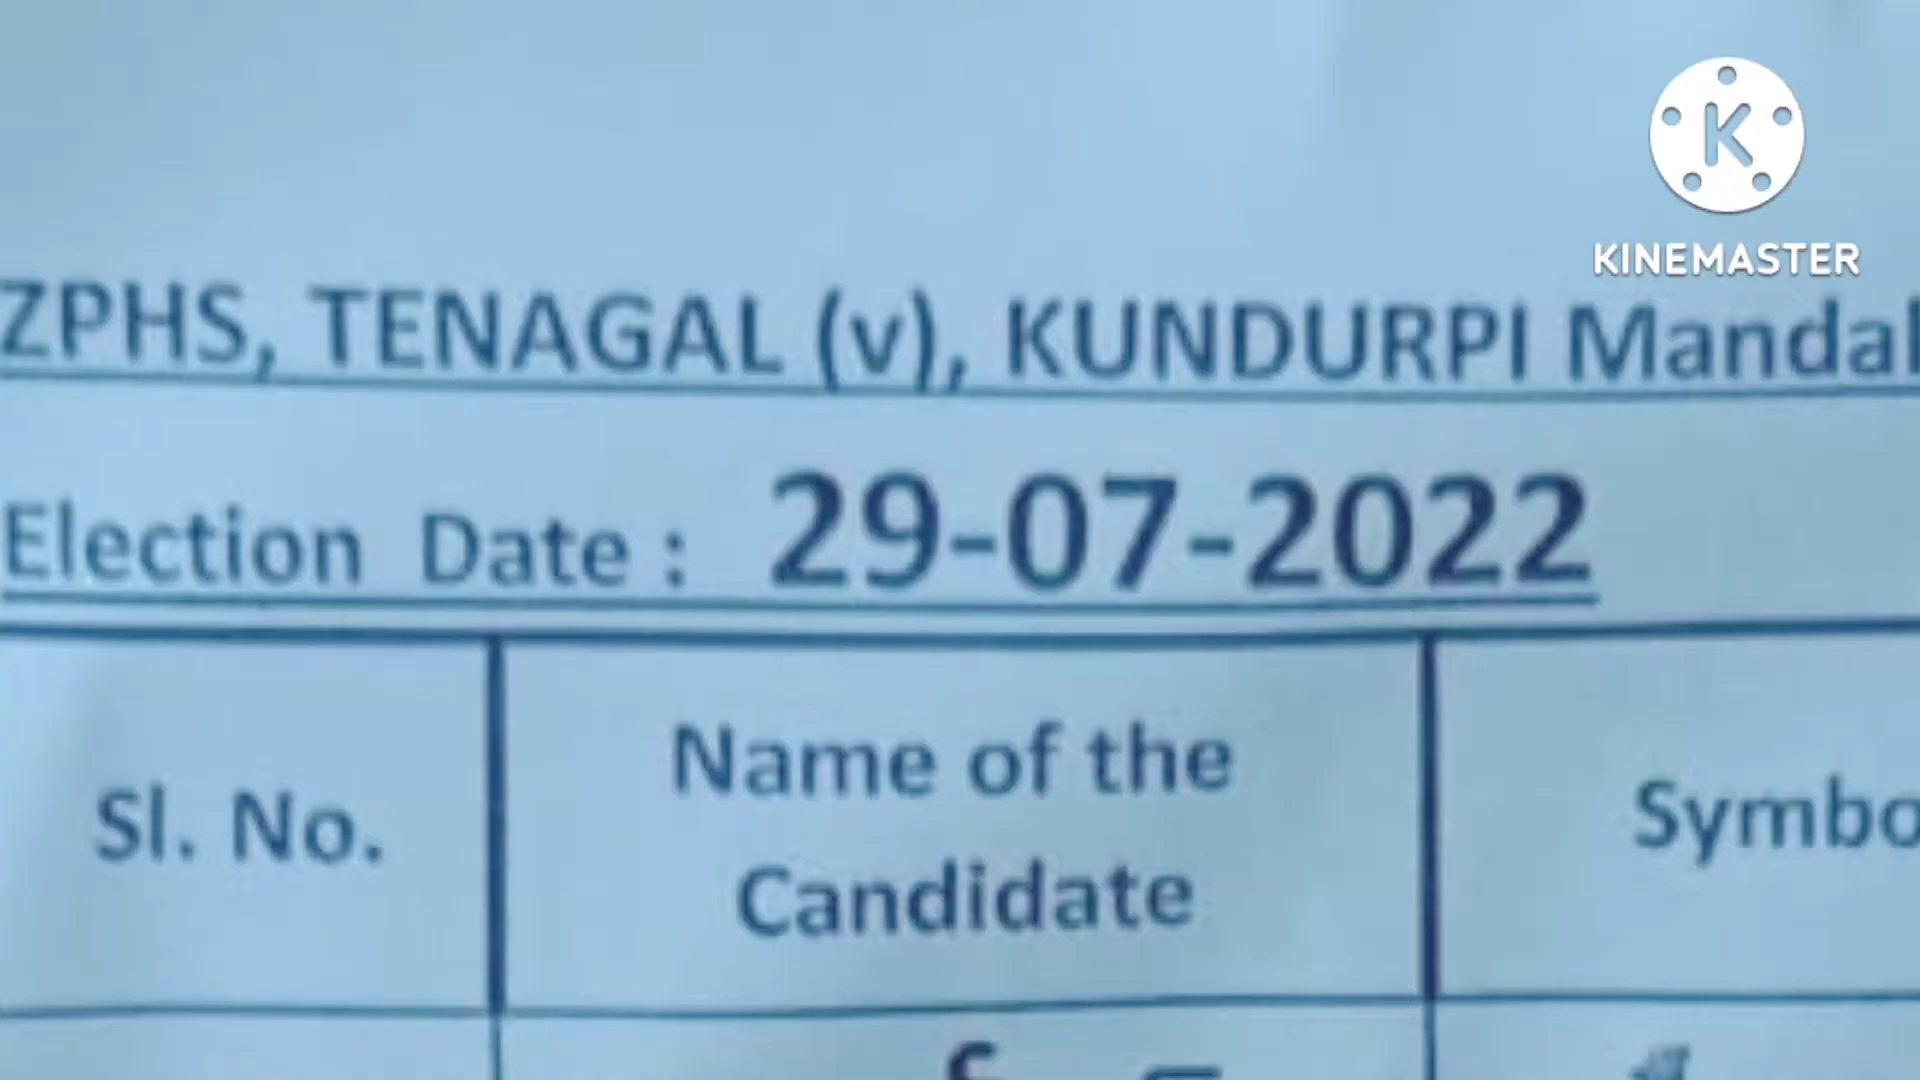 K
KINEMASTER
ZPHS, TENAGAL (v), KUNDURPI Mandal
Election Date : 29-07-2022
Sl. No.
Name of the
Candidate
Symbo